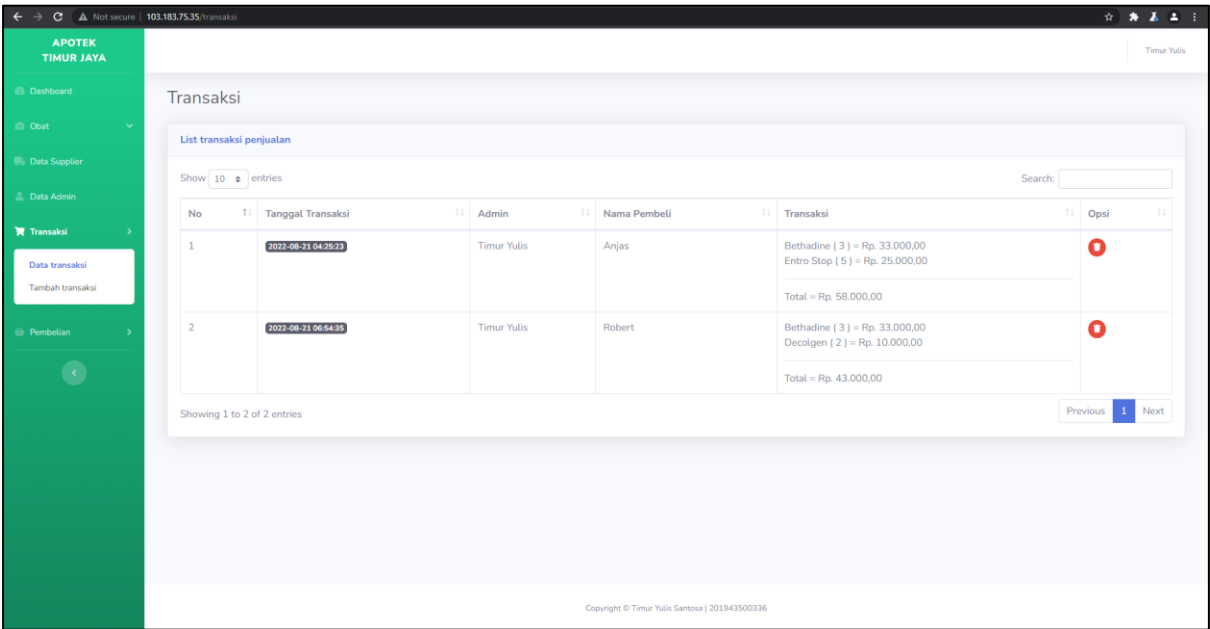 Not secure | 103.183.75.35/transaksi
APOTEK
TIMUR JAYA
Timur Yulis
Dashboard
Obat
Data Supplier
Data Admin
Transaksi
Data transaksi
Tambah transaksi
Pembelian
Transaksi
List transaksi penjualan
Show 10 entries
Search:
No Tanggal Transaksi Admin Nama Pembeli Transaksi Opsi
1 2022-08-21 04:25:23 Timur Yulis Anjas Bethadine ( 3 ) = Rp. 33.000,00
Entro Stop ( 5 ) = Rp. 25.000,00
Total = Rp. 58.000,00
2 2022-08-21 06:54:35 Timur Yulis Robert Bethadine ( 3 ) = Rp. 33.000,00
Decolgen ( 2 ) = Rp. 10.000,00
Total = Rp. 43.000,00
Showing 1 to 2 of 2 entries
Previous 1 Next
Copyright © Timur Yulis Santosa | 201943500336